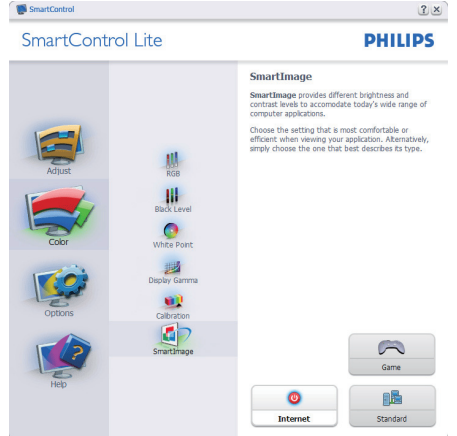 SmartControl
SmartControl Lite
PHILIPS
Adjust
Color
Options
Help
RGB
Black Level
White Point
Display Gamma
Calibration
SmartImage
SmartImage
SmartImage provides different brightness and
contrast levels to accomodate today's wide range of
computer applications.
Choose the setting that is most comfortable or
efficient when viewing your application. Alternatively,
simply choose the one that best describes its type.
Game
Internet
Standard